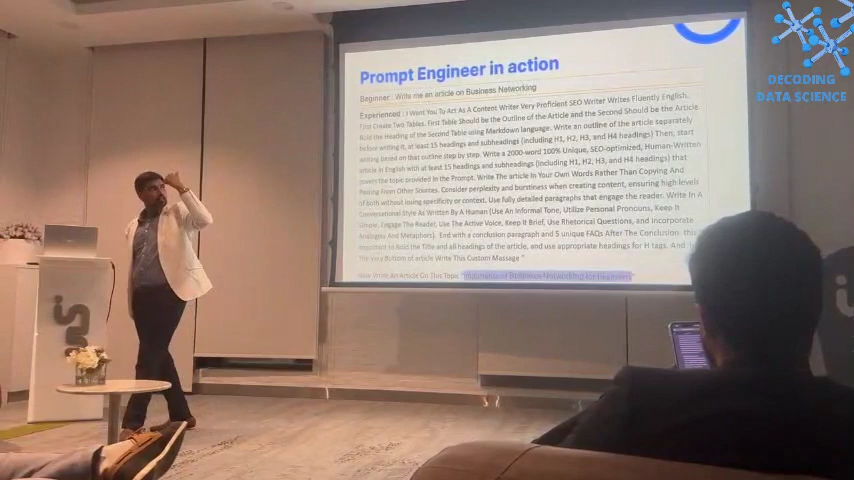 Prompt Engineer in action
Beginner : Write me an article on Business Networking
Experienced : I Want You To Act As A Content Writer Very Proficient SEO Writer Writes Fluently English.
First Create Two Tables. First Table Should be the Outline of the Article and the Second Should be the Article.
Bold the Heading of the Second Table using Markdown language. Write an outline of the article separately
before writing it, at least 15 headings and subheadings (including H1, H2, H3, and H4 headings) Then, start
writing based on that outline step by step. Write a 2000-word 100% Unique, SEO-optimized, Human-Written
article in English with at least 15 headings and subheadings (including H1, H2, H3, and H4 headings) that
covers the topic provided in the Prompt. Write The article In Your Own Words Rather Than Copying And
Pasting From Other Sources. Consider perplexity and burstiness when creating content, ensuring high levels
of both without losing specificity or context. Use fully detailed paragraphs that engage the reader. Write In A
Conversational Style As Written By A Human (Use An Informal Tone, Utilize Personal Pronouns, Keep It
Simple, Engage The Reader, Use The Active Voice, Keep It Brief, Use Rhetorical Questions, and Incorporate
Analogies And Metaphors). End with a conclusion paragraph and 5 unique FAQs After The Conclusion. this is
important to Bold the Title and all headings of the article, and use appropriate headings for H tags. And in
The Very Bottom of article Write This Custom Massage "
Now Write An Article On This Topic "Importance of Business Networking for Beginners"
DECODING
DATA SCIENCE
in5